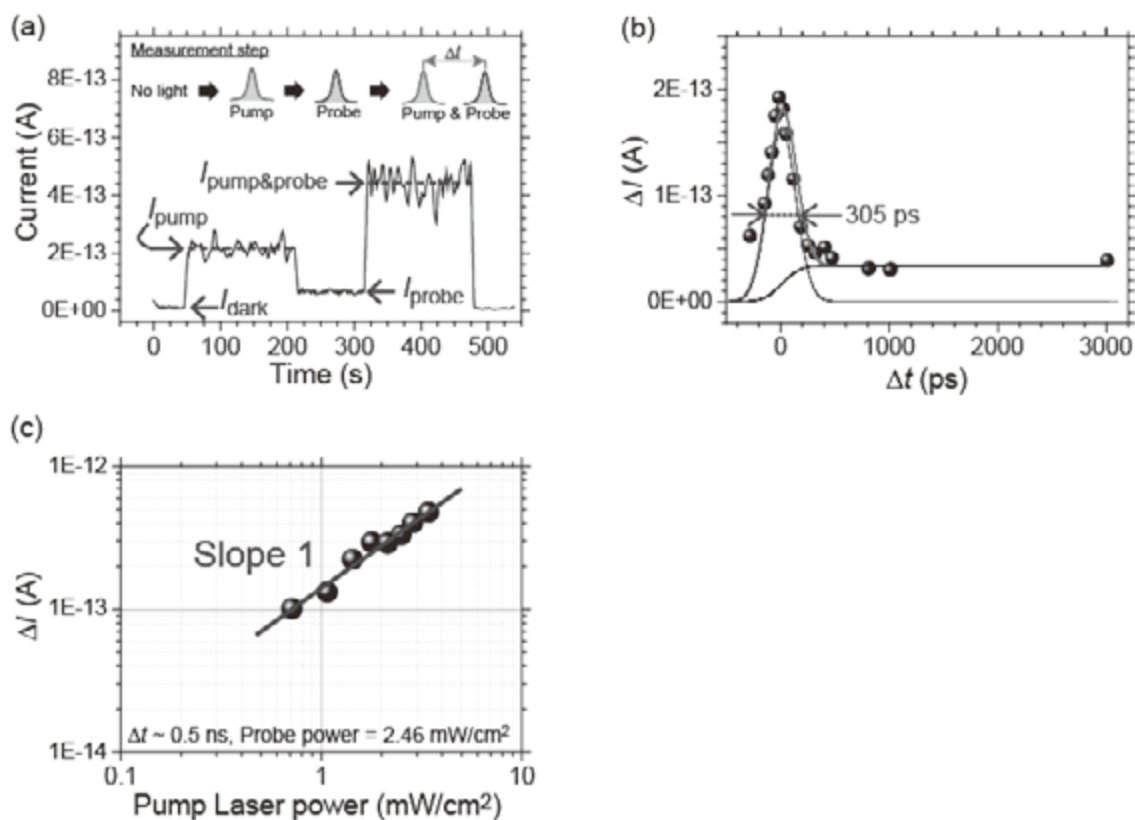 (a)
Measurement step
Δt
No light
Pump
Probe
Pump & Probe
8E-13
6E-13
4E-13
2E-13
0E+00
Current (A)
Ipump&probe
Ipump
Idark
Iprobe
0 100 200 300 400 500
Time (s)
(b)
2E-13
1E-13
0E+00
ΔI (A)
305 ps
0 1000 2000 3000
Δt (ps)
(c)
1E-12
1E-13
1E-14
ΔI (A)
Slope 1
Δt ~ 0.5 ns, Probe power = 2.46 mW/cm²
0.1 1 10
Pump Laser power (mW/cm²)